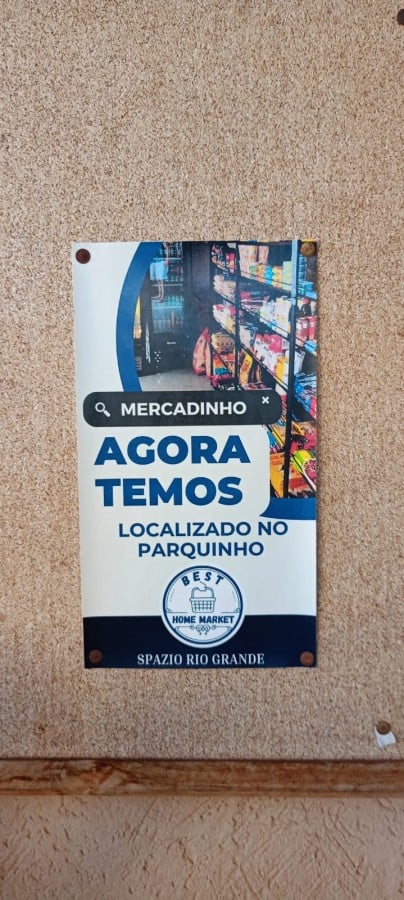 MERCADINHO
AGORA
TEMOS
LOCALIZADO NO
PARQUINHO
BEST
HOME MARKET
SPAZIO RIO GRANDE